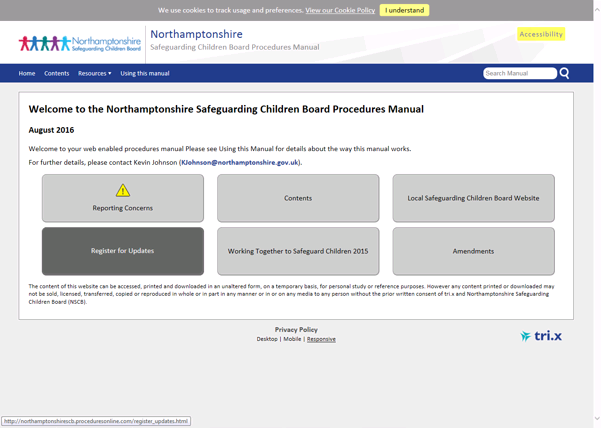 We use cookies to track usage and preferences. View our Cookie Policy I understand
Northamptonshire
Safeguarding Children Board
Northamptonshire
Safeguarding Children Board Procedures Manual
Accessibility
Home Contents Resources ▾ Using this manual Search Manual
Welcome to the Northamptonshire Safeguarding Children Board Procedures Manual
August 2016
Welcome to your web enabled procedures manual Please see Using this Manual for details about the way this manual works.
For further details, please contact Kevin Johnson (KJohnson@northamptonshire.gov.uk).
Reporting Concerns
Contents
Local Safeguarding Children Board Website
Register for Updates
Working Together to Safeguard Children 2015
Amendments
The content of this website can be accessed, printed and downloaded in an unaltered form, on a temporary basis, for personal study or reference purposes. However any content printed or downloaded may
not be sold, licensed, transferred, copied or reproduced in whole or in part in any manner or in or on any media to any person without the prior written consent of tri.x and Northamptonshire Safeguarding
Children Board (NSCB).
Privacy Policy
Desktop | Mobile | Responsive
tri.x
http://northamptonshirescb.proceduresonline.com/register_updates.html